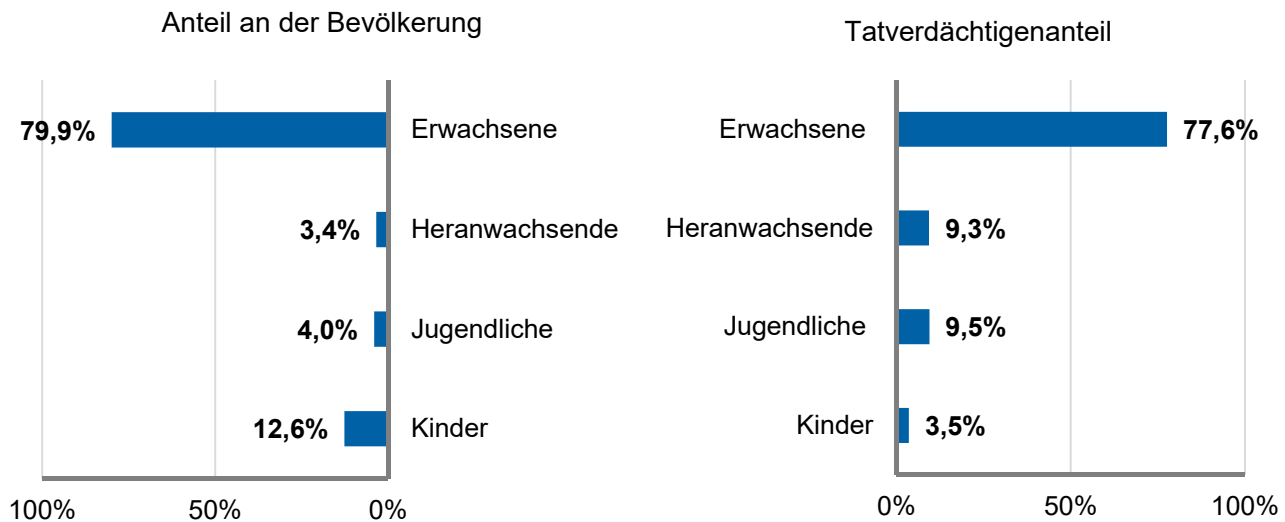 Anteil an der Bevölkerung
79,9% Erwachsene
3,4% Heranwachsende
4,0% Jugendliche
12,6% Kinder
100% 50% 0%
Tatverdächtigenanteil
Erwachsene 77,6%
Heranwachsende 9,3%
Jugendliche 9,5%
Kinder 3,5%
0% 50% 100%